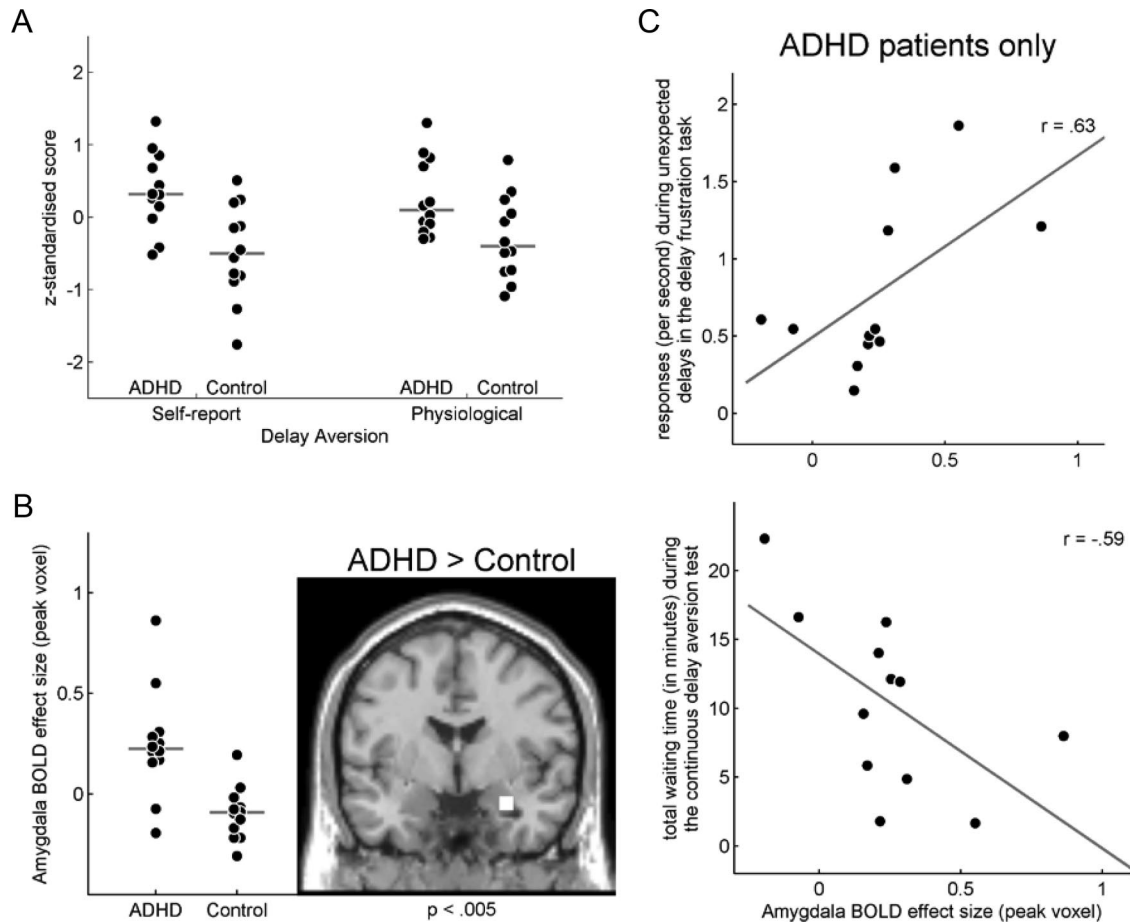 A
2
1
0
-1
-2
z-standardised score
ADHD Control ADHD Control
Self-report Physiological
Delay Aversion
B
ADHD > Control
1
0.5
0
Amygdala BOLD effect size (peak voxel)
ADHD Control
p < .005
C
ADHD patients only
r = .63
2
1.5
1
0.5
0
responses (per second) during unexpected
delays in the delay frustration task
0 0.5 1
r = -.59
20
15
10
5
0
total waiting time (in minutes) during
the continuous delay aversion test
0 0.5 1
Amygdala BOLD effect size (peak voxel)